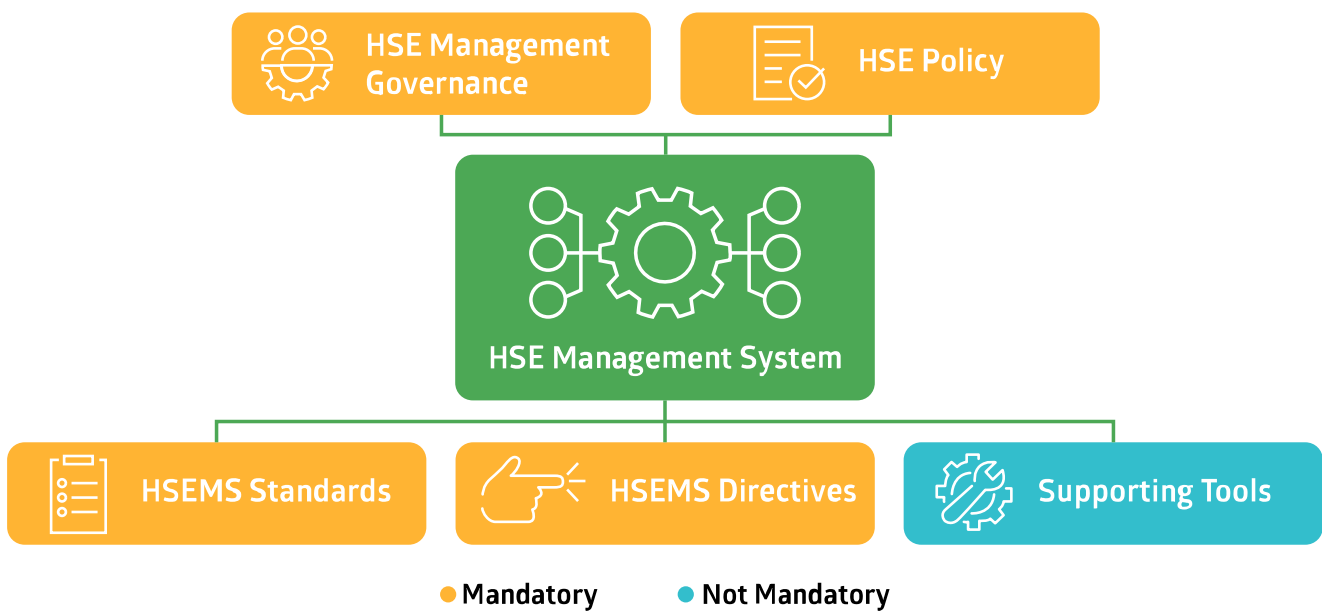 HSE Management
Governance
HSE Policy
HSE Management System
HSEMS Standards
HSEMS Directives
Supporting Tools
Mandatory
Not Mandatory